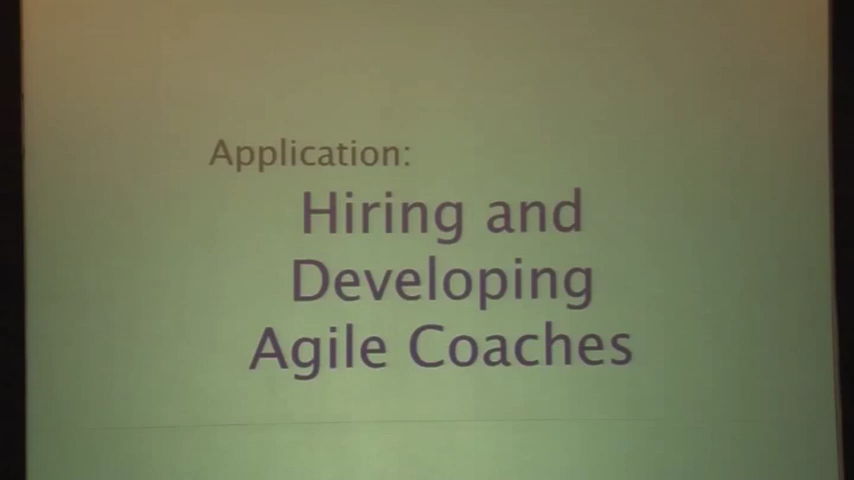 Application:
Hiring and
Developing
Agile Coaches